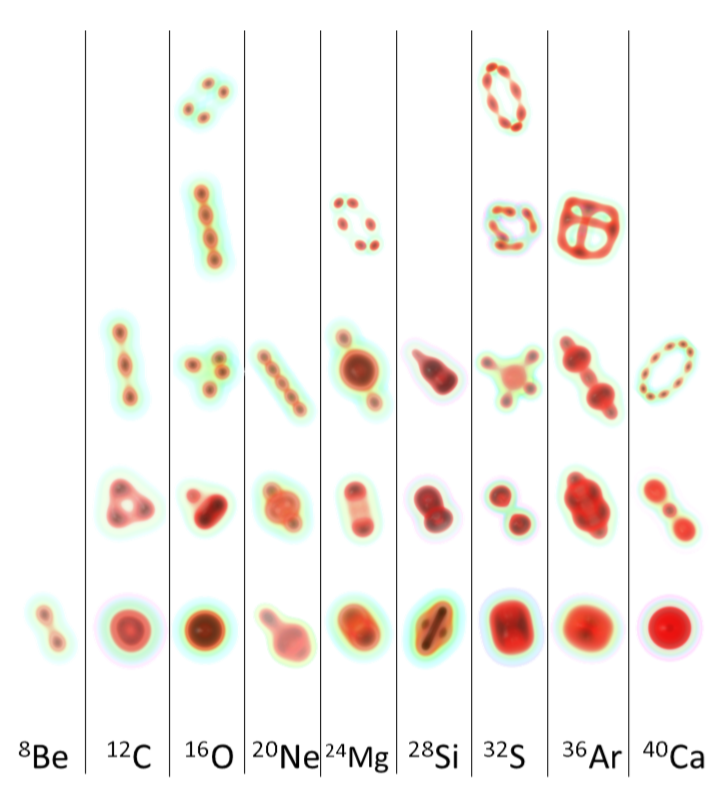 ⁸Be ¹²C ¹⁶O ²⁰Ne ²⁴Mg ²⁸Si ³²S ³⁶Ar ⁴⁰Ca